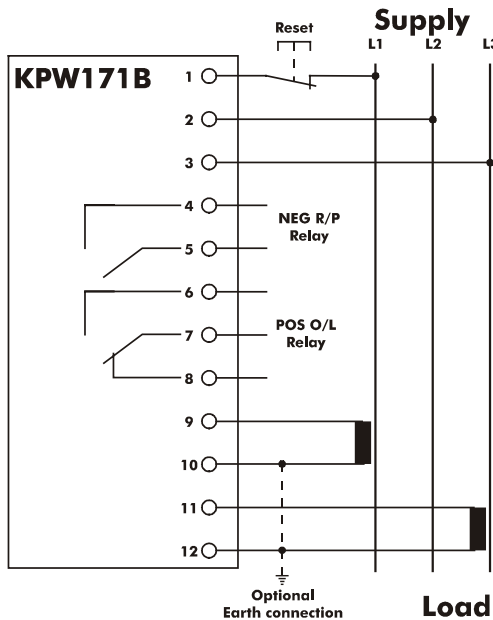 Reset
Supply
L1 L2 L3
KPW171B
1
2
3
4
NEG R/P
Relay
5
6
7
POS O/L
Relay
8
9
10
11
12
Optional
Earth connection
Load